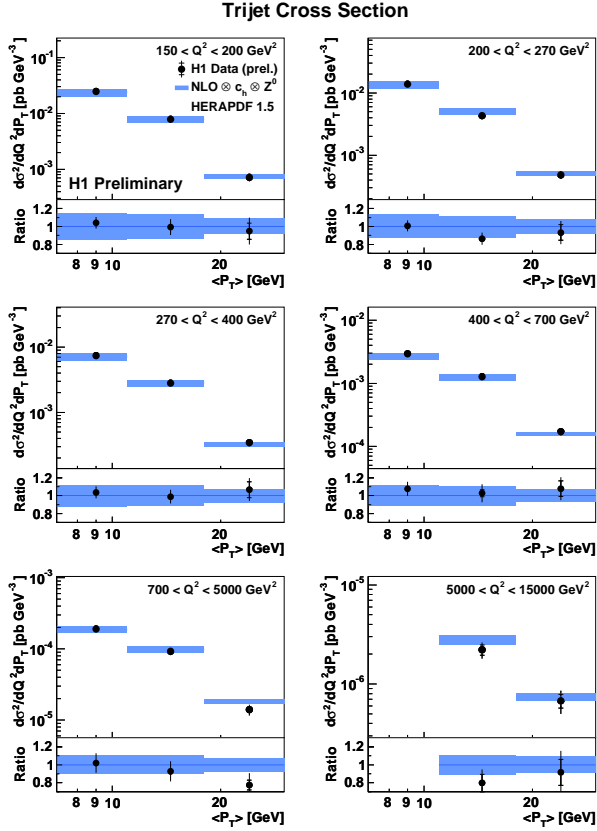 Trijet Cross Section
dσ²/dQ²dP_T [pb GeV⁻³]
150 < Q² < 200 GeV²
H1 Data (prel.)
NLO ⊗ c_h ⊗ Z⁰
HERAPDF 1.5
H1 Preliminary
10⁻¹
10⁻²
10⁻³
Ratio
1.2
1
0.8
8 9 10 20
<P_T> [GeV]
dσ²/dQ²dP_T [pb GeV⁻³]
200 < Q² < 270 GeV²
10⁻²
10⁻³
Ratio
1.2
1
0.8
8 9 10 20
<P_T> [GeV]
dσ²/dQ²dP_T [pb GeV⁻³]
270 < Q² < 400 GeV²
10⁻²
10⁻³
Ratio
1.2
1
0.8
8 9 10 20
<P_T> [GeV]
dσ²/dQ²dP_T [pb GeV⁻³]
400 < Q² < 700 GeV²
10⁻²
10⁻³
10⁻⁴
Ratio
1.2
1
0.8
8 9 10 20
<P_T> [GeV]
dσ²/dQ²dP_T [pb GeV⁻³]
700 < Q² < 5000 GeV²
10⁻³
10⁻⁴
10⁻⁵
Ratio
1.2
1
0.8
8 9 10 20
<P_T> [GeV]
dσ²/dQ²dP_T [pb GeV⁻³]
5000 < Q² < 15000 GeV²
10⁻⁵
10⁻⁶
Ratio
1.2
1
0.8
8 9 10 20
<P_T> [GeV]